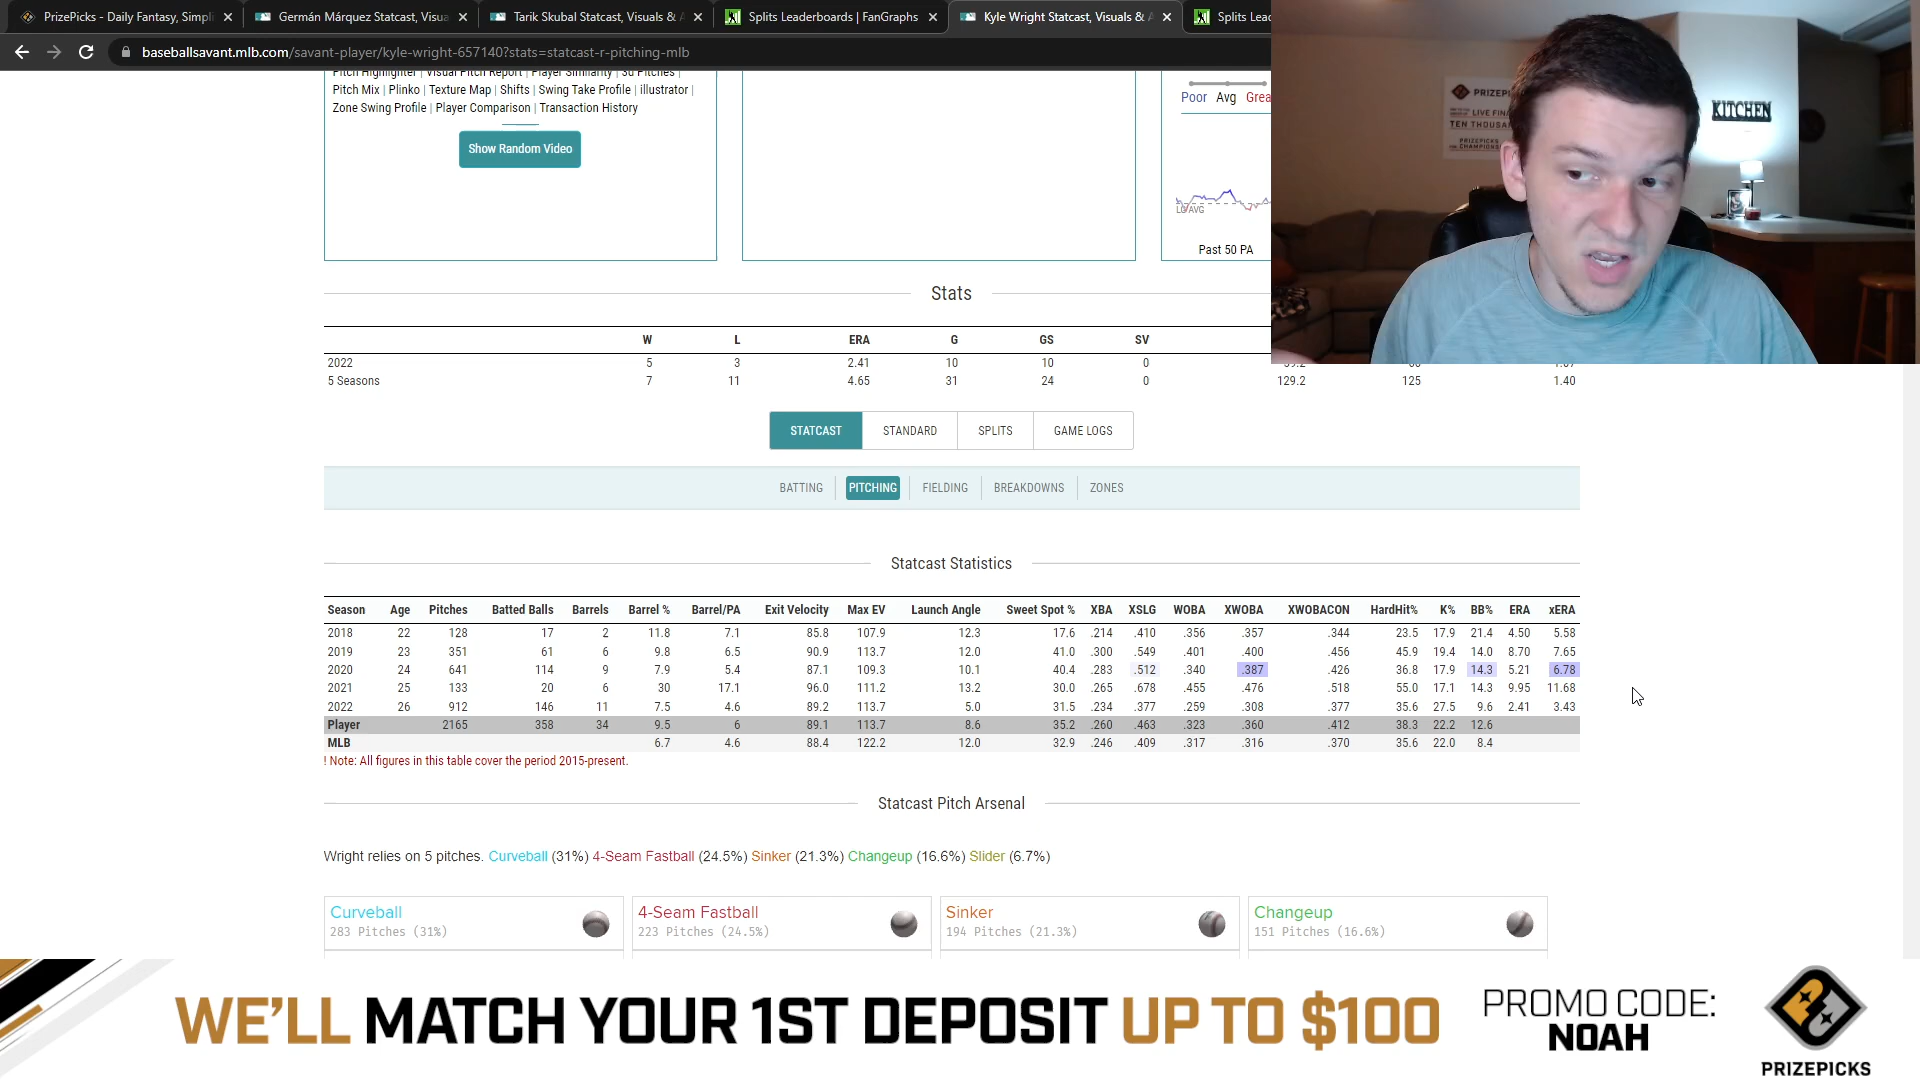 PrizePicks - Daily Fantasy, Simpl
Germán Márquez Statcast, Visua
Tarik Skubal Statcast, Visuals & A
Splits Leaderboards | FanGraphs
Kyle Wright Statcast, Visuals & A
Splits Lea
baseballsavant.mlb.com/savant-player/kyle-wright-657140?stats=statcast-r-pitching-mlb
Pitch Highlighter | Visual Pitch Report | Player Similarity | 3d Pitches |
Pitch Mix | Plinko | Texture Map | Shifts | Swing Take Profile | illustrator |
Zone Swing Profile | Player Comparison | Transaction History
Show Random Video
Poor Avg Grea
LG AVG
Past 50 PA
KITCHEN
PRIZEPI
LIVE FINA
TEN THOUSA
PRIZEPICKS
CHAMPION
Stats
W L ERA G GS SV
2022 5 3 2.41 10 10 0
5 Seasons 7 11 4.65 31 24 0 129.2 125 1.40
STATCAST STANDARD SPLITS GAME LOGS
BATTING PITCHING FIELDING BREAKDOWNS ZONES
Statcast Statistics
Season Age Pitches Batted Balls Barrels Barrel % Barrel/PA Exit Velocity Max EV Launch Angle Sweet Spot % XBA XSLG WOBA XWOBA XWOBACON HardHit% K% BB% ERA xERA
2018 22 128 17 2 11.8 7.1 85.8 107.9 12.3 17.6 .214 .410 .356 .357 .344 23.5 17.9 21.4 4.50 5.58
2019 23 351 61 6 9.8 6.5 90.9 113.7 12.6 41.0 .300 .549 .401 .400 .456 45.9 19.4 14.0 8.70 7.65
2020 24 641 114 9 7.9 5.4 87.1 109.3 10.1 40.4 .283 .512 .340 .387 .426 36.8 17.9 14.3 5.21 6.78
2021 25 133 20 6 30 17.1 96.0 111.2 13.2 30.0 .265 .678 .455 .476 .518 55.0 17.1 14.3 9.95 11.68
2022 26 912 146 11 7.5 4.6 89.2 113.7 5.0 31.5 .234 .377 .259 .308 .377 35.6 27.5 9.6 2.41 3.43
Player 2165 358 34 9.5 6 89.1 113.7 8.6 35.2 .260 .463 .323 .360 .412 38.3 22.2 12.6
MLB 6.7 4.6 88.4 122.2 12.0 32.9 .246 .409 .317 .316 .370 35.6 22.0 8.4
! Note: All figures in this table cover the period 2015-present.
Statcast Pitch Arsenal
Wright relies on 5 pitches. Curveball (31%) 4-Seam Fastball (24.5%) Sinker (21.3%) Changeup (16.6%) Slider (6.7%)
Curveball
283 Pitches (31%)
4-Seam Fastball
223 Pitches (24.5%)
Sinker
194 Pitches (21.3%)
Changeup
151 Pitches (16.6%)
WE'LL MATCH YOUR 1ST DEPOSIT UP TO $100
PROMO CODE:
NOAH
PRIZEPICKS